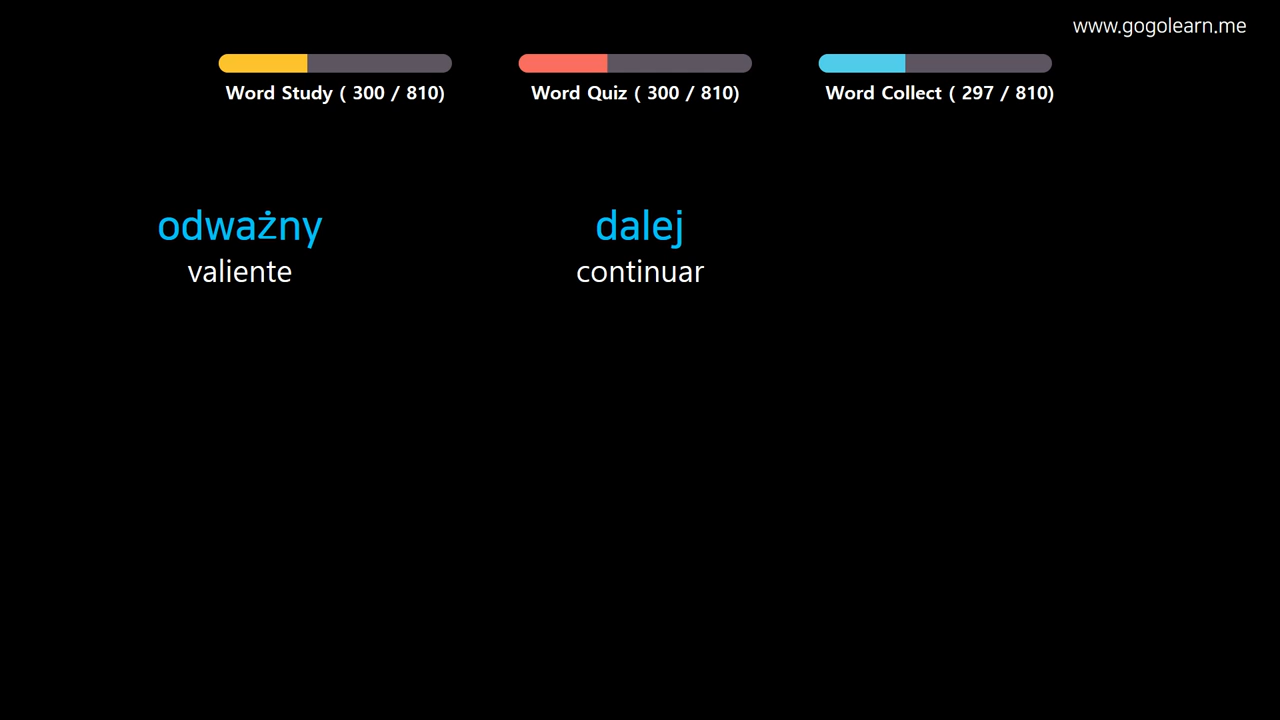 www.gogolearn.me
Word Study ( 300 / 810)
Word Quiz ( 300 / 810)
Word Collect ( 297 / 810)
odważny
valiente
dalej
continuar